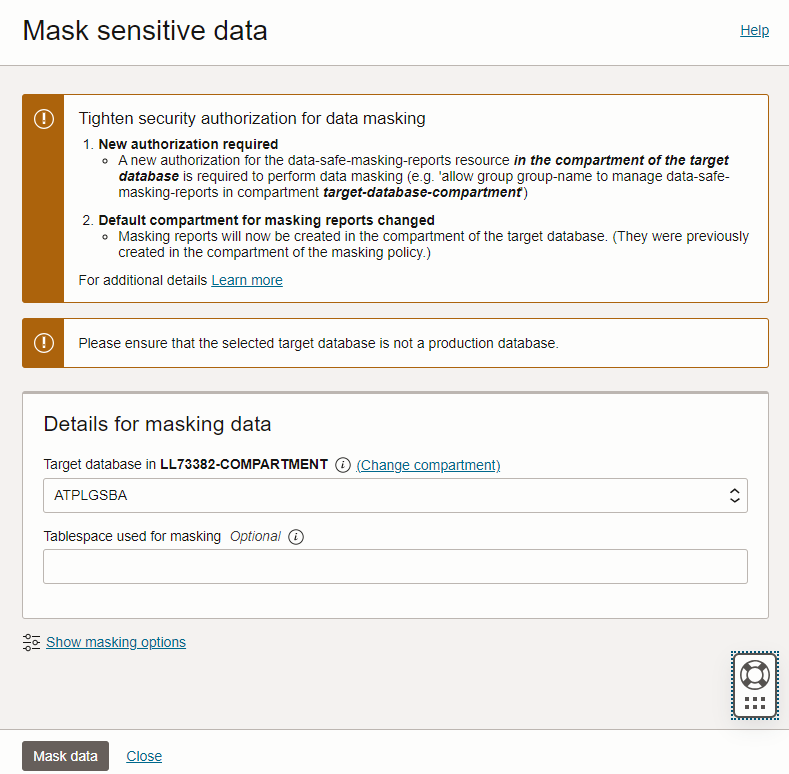 Mask sensitive data
Help
Tighten security authorization for data masking
1. New authorization required
A new authorization for the data-safe-masking-reports resource in the compartment of the target
database is required to perform data masking (e.g. 'allow group group-name to manage data-safe-
masking-reports in compartment target-database-compartment')
2. Default compartment for masking reports changed
Masking reports will now be created in the compartment of the target database. (They were previously
created in the compartment of the masking policy.)
For additional details Learn more
Please ensure that the selected target database is not a production database.
Details for masking data
Target database in LL73382-COMPARTMENT (Change compartment)
ATPLGSBA
Tablespace used for masking Optional
Show masking options
Mask data Close